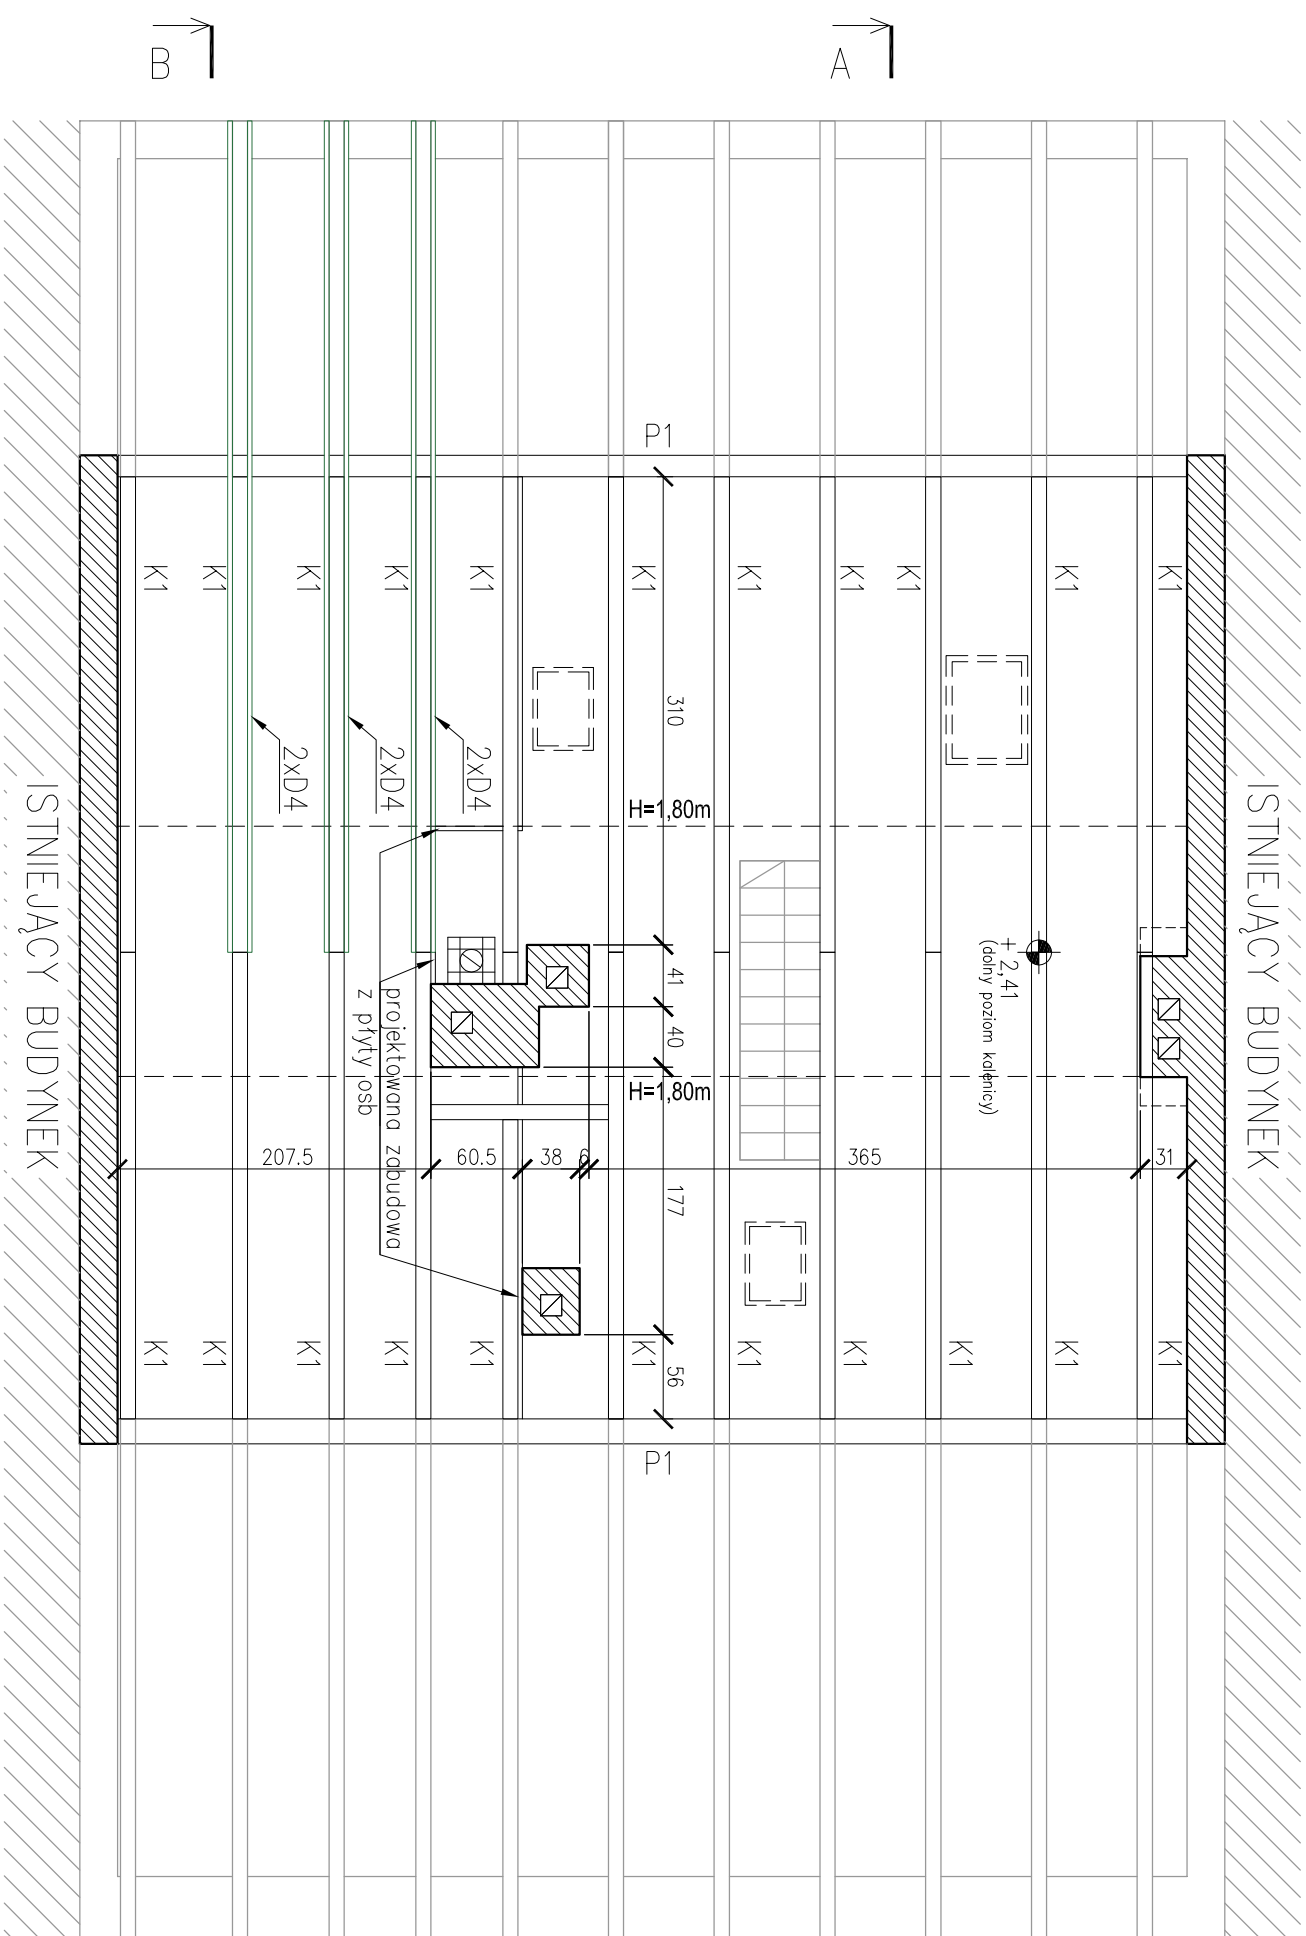 B
A
P1
K1
K1
K1
K1
K1
K1
K1
K1
K1
K1
K1
310
2xD4
2xD4
2xD4
H=1,80m
ISTNIEJĄCY BUDYNEK
ISTNIEJĄCY BUDYNEK
+ 2,41
(dolny poziom kalenicy)
41
40
projektowana zabudowa
z płyty osb
H=1,80m
207.5
60.5
38
6
365
31
177
K1
K1
K1
K1
K1
K1
K1
K1
K1
K1
K1
56
P1